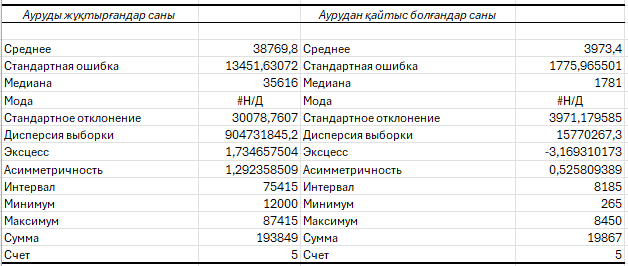 Ауруды жұқтырғандар саны Аурудан қайтыс болғандар саны
Среднее 38769,8 Среднее 3973,4
Стандартная ошибка 13451,63072 Стандартная ошибка 1775,965501
Медиана 35616 Медиана 1781
Мода #Н/Д Мода #Н/Д
Стандартное отклонение 30078,7607 Стандартное отклонение 3971,179585
Дисперсия выборки 904731845,2 Дисперсия выборки 15770267,3
Эксцесс 1,734657504 Эксцесс -3,169310173
Асимметричность 1,292358509 Асимметричность 0,525809389
Интервал 75415 Интервал 8185
Минимум 12000 Минимум 265
Максимум 87415 Максимум 8450
Сумма 193849 Сумма 19867
Счет 5 Счет 5